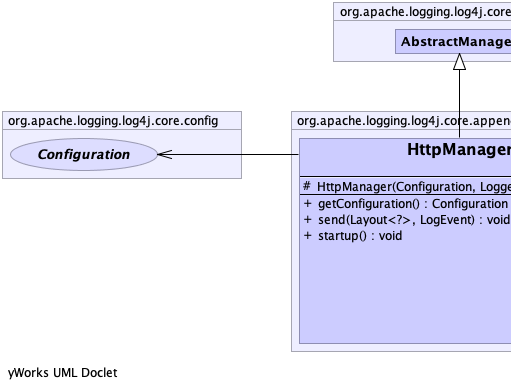 org.apache.logging.log4j.core
AbstractManage
org.apache.logging.log4j.core.config
Configuration
org.apache.logging.log4j.core.appen
HttpManager
# HttpManager(Configuration, Logge
+ getConfiguration() : Configuration
+ send(Layout<?>, LogEvent) : void
+ startup() : void
yWorks UML Doclet